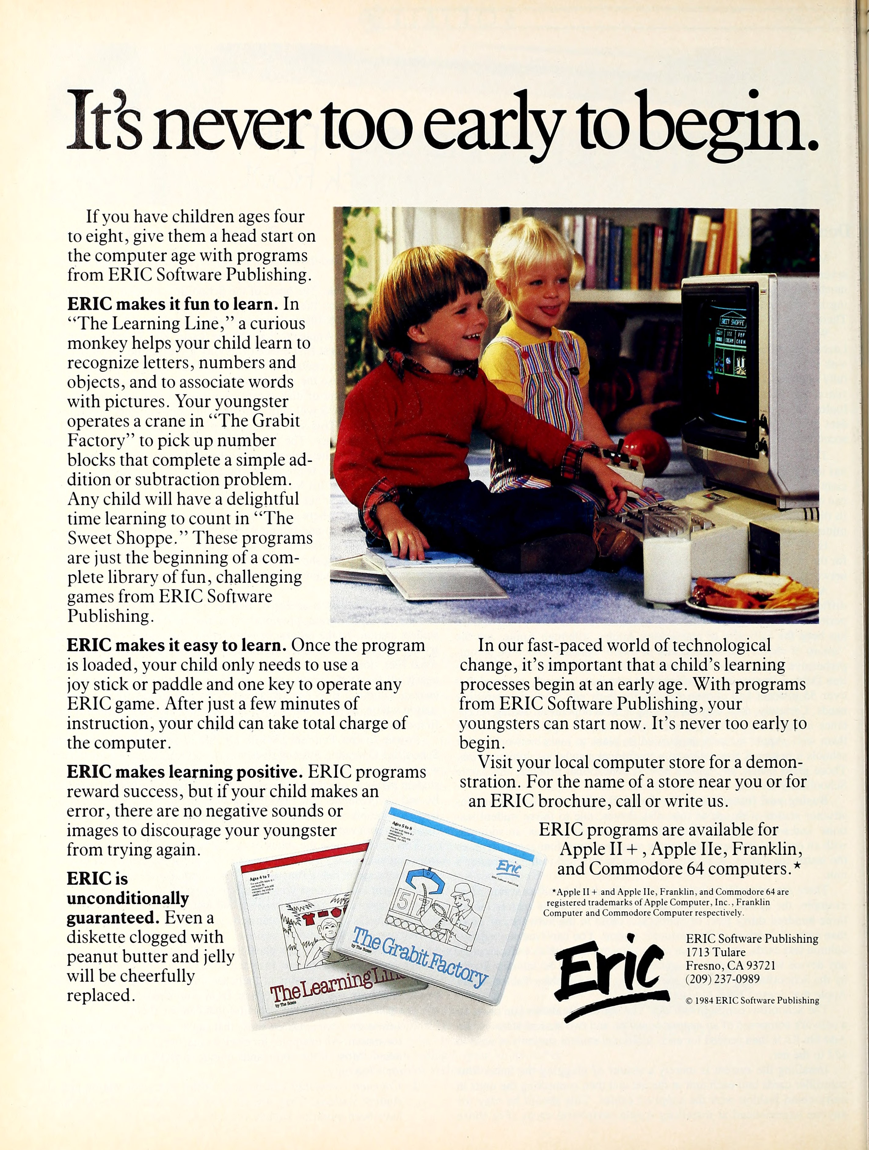 It's never too early to begin.
If you have children ages four
to eight, give them a head start on
the computer age with programs
from ERIC Software Publishing.
ERIC makes it fun to learn. In
“The Learning Line,” a curious
monkey helps your child learn to
recognize letters, numbers and
objects, and to associate words
with pictures. Your youngster
operates a crane in “The Grabit
Factory” to pick up number
blocks that complete a simple ad-
dition or subtraction problem.
Any child will have a delightful
time learning to count in “The
Sweet Shoppe.” These programs
are just the beginning of a com-
plete library of fun, challenging
games from ERIC Software
Publishing.
ERIC makes it easy to learn. Once the program
is loaded, your child only needs to use a
joy stick or paddle and one key to operate any
ERIC game. After just a few minutes of
instruction, your child can take total charge of
the computer.
ERIC makes learning positive. ERIC programs
reward success, but if your child makes an
error, there are no negative sounds or
images to discourage your youngster
from trying again.
ERIC is
unconditionally
guaranteed. Even a
diskette clogged with
peanut butter and jelly
will be cheerfully
replaced.
In our fast-paced world of technological
change, it's important that a child's learning
processes begin at an early age. With programs
from ERIC Software Publishing, your
youngsters can start now. It's never too early to
begin.
Visit your local computer store for a demon-
stration. For the name of a store near you or for
an ERIC brochure, call or write us.
ERIC programs are available for
Apple II+, Apple IIe, Franklin,
and Commodore 64 computers.*
*Apple II+ and Apple IIe, Franklin, and Commodore 64 are
registered trademarks of Apple Computer, Inc., Franklin
Computer and Commodore Computer respectively.
Ages 4 to 7
The Learning Line
Eric
5
The Grabit Factory
Eric
ERIC Software Publishing
1713 Tulare
Fresno, CA 93721
(209) 237-0989
© 1984 ERIC Software Publishing